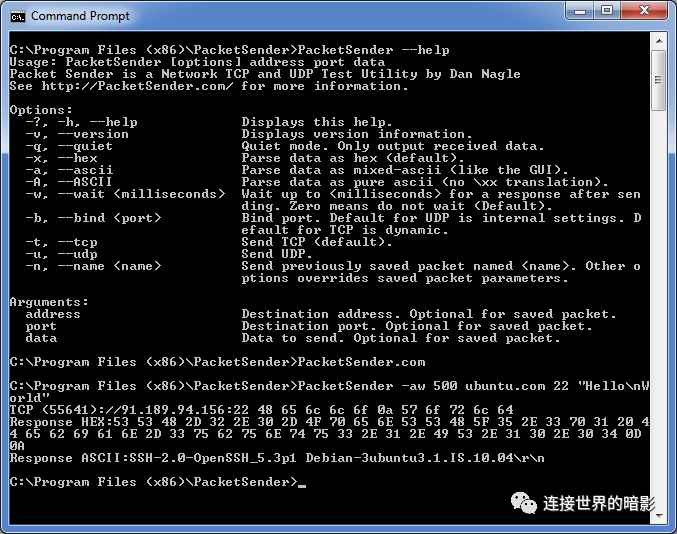 Command Prompt
C:\Program Files (x86)\PacketSender>PacketSender --help
Usage: PacketSender [options] address port data
Packet Sender is a Network TCP and UDP Test Utility by Dan Nagle
See http://PacketSender.com/ for more information.
Options:
-?, -h, --help Displays this help.
-v, --version Displays version information.
-q, --quiet Quiet mode. Only output received data.
-x, --hex Parse data as hex (default).
-a, --ascii Parse data as mixed-ascii (like the GUI).
-A, --ASCII Parse data as pure ascii (no \xx translation).
-w, --wait <milliseconds> Wait up to <milliseconds> for a response after sen
ding. Zero means do not wait (Default).
-b, --bind <port> Bind port. Default for UDP is internal settings. D
efault for TCP is dynamic.
-t, --tcp Send TCP (default).
-u, --udp Send UDP.
-n, --name <name> Send previously saved packet named <name>. Other o
ptions overrides saved packet parameters.
Arguments:
address Destination address. Optional for saved packet.
port Destination port. Optional for saved packet.
data Data to send. Optional for saved packet.
C:\Program Files (x86)\PacketSender>PacketSender.com
C:\Program Files (x86)\PacketSender>PacketSender -aw 500 ubuntu.com 22 "Hello\nW
orld"
TCP (55641)://91.189.94.156:22 48 65 6c 6c 6f 0a 57 6f 72 6c 64
Response HEX:53 53 48 2D 32 2E 30 2D 4F 70 65 6E 53 53 48 5F 35 2E 33 70 31 20 4
4 65 62 69 61 6E 2D 33 75 62 75 6E 74 75 33 2E 31 2E 49 53 2E 31 30 2E 30 34 0D
0A
Response ASCII:SSH-2.0-OpenSSH_5.3p1 Debian-3ubuntu3.1.IS.10.04\r\n
C:\Program Files (x86)\PacketSender>_
连接世界的暗影